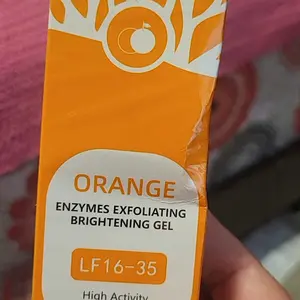 ORANGE
ENZYMES EXFOLIATING
BRIGHTENING GEL
LF16-35
High Activity